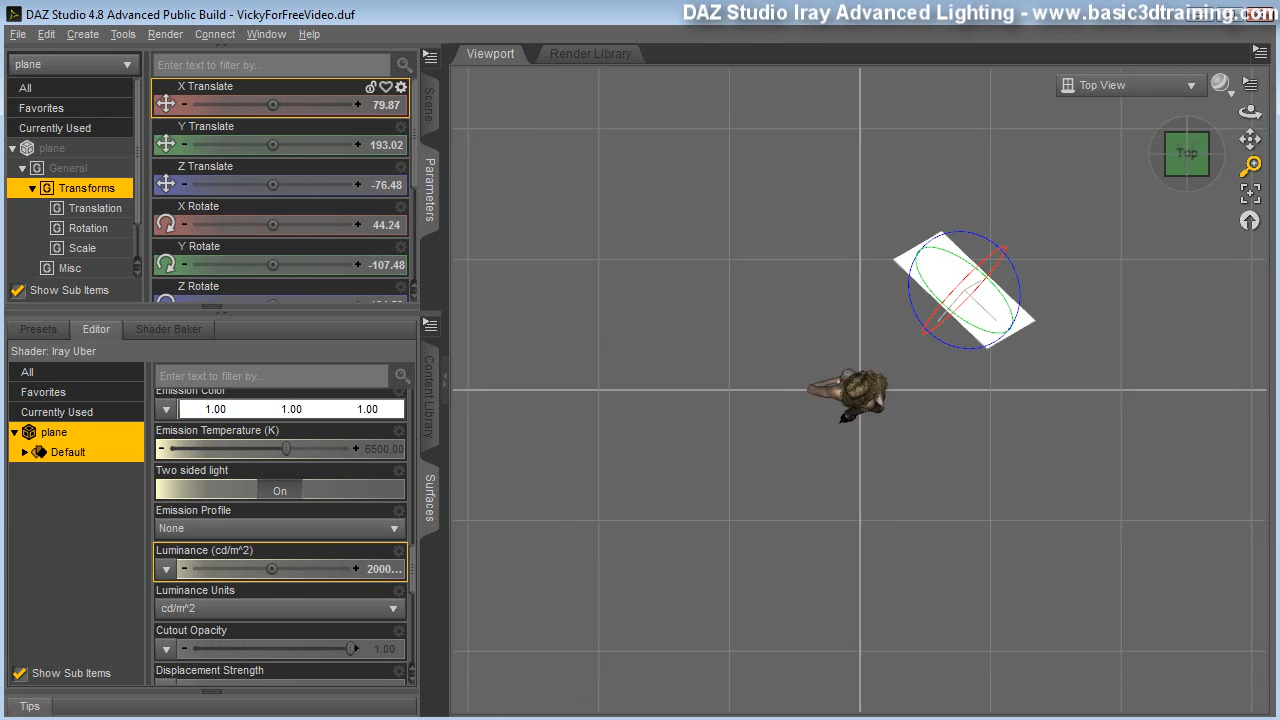 DAZ Studio 4.8 Advanced Public Build - VickyForFreeVideo.duf
DAZ Studio Iray Advanced Lighting - www.basic3dtraining.com
File Edit Create Tools Render Connect Window Help
plane
Enter text to filter by...
Viewport
Render Library
All
Favorites
Currently Used
plane
General
Transforms
Translation
Rotation
Scale
Misc
Show Sub Items
X Translate
79.87
Y Translate
193.02
Z Translate
-76.48
X Rotate
44.24
Y Rotate
-107.48
Z Rotate
Scene
Parameters
Top View
Top
Presets
Editor
Shader Baker
Shader: Iray Uber
All
Favorites
Currently Used
plane
Default
Show Sub Items
Enter text to filter by...
Emission Color
1.00 1.00 1.00
Emission Temperature (K)
6500.00
Two sided light
On
Emission Profile
None
Luminance (cd/m^2)
2000...
Luminance Units
cd/m^2
Cutout Opacity
1.00
Displacement Strength
Content Library
Surfaces
Tips